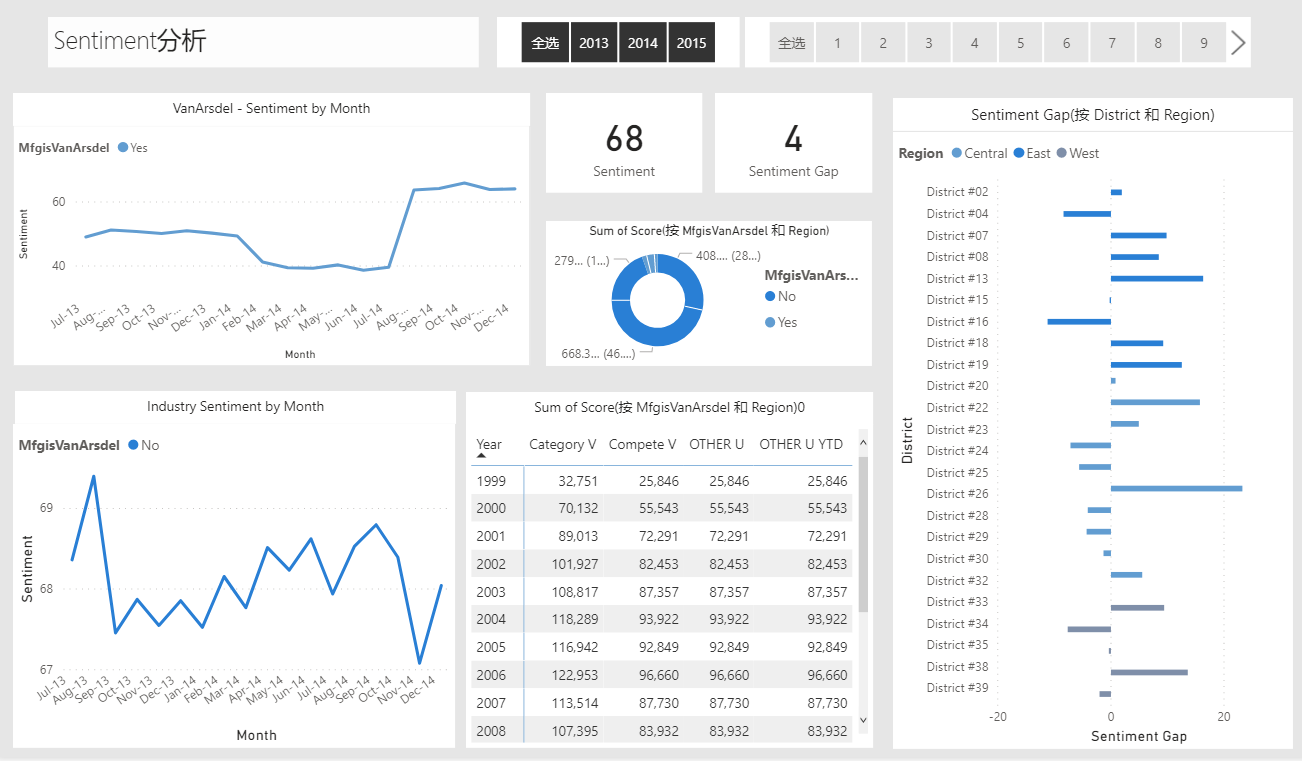 Sentiment分析
全选 2013 2014 2015
全选 1 2 3 4 5 6 7 8 9
VanArsdel - Sentiment by Month
MfgisVanArsdel Yes
Sentiment
60
40
Jul-13 Aug-... Sep-13 Oct-13 Nov-... Dec-13 Jan-14 Feb-14 Mar-14 Apr-14 May-... Jun-14 Jul-14 Aug-... Sep-14 Oct-14 Nov-... Dec-14
Month
68
Sentiment
4
Sentiment Gap
Sum of Score(按 MfgisVanArsdel 和 Region)
279... (1...)
408.... (28...)
668.3... (46....)
MfgisVanArs...
No
Yes
Industry Sentiment by Month
MfgisVanArsdel No
Sentiment
69
68
67
Jul-13 Aug-13 Sep-13 Oct-13 Nov-13 Dec-13 Jan-14 Feb-14 Mar-14 Apr-14 May-14 Jun-14 Jul-14 Aug-14 Sep-14 Oct-14 Nov-14 Dec-14
Month
Sum of Score(按 MfgisVanArsdel 和 Region)0
Year Category V Compete V OTHER U OTHER U YTD
1999 32,751 25,846 25,846 25,846
2000 70,132 55,543 55,543 55,543
2001 89,013 72,291 72,291 72,291
2002 101,927 82,453 82,453 82,453
2003 108,817 87,357 87,357 87,357
2004 118,289 93,922 93,922 93,922
2005 116,942 92,849 92,849 92,849
2006 122,953 96,660 96,660 96,660
2007 113,514 87,730 87,730 87,730
2008 107,395 83,932 83,932 83,932
Sentiment Gap(按 District 和 Region)
Region Central East West
District
District #02
District #04
District #07
District #08
District #13
District #15
District #16
District #18
District #19
District #20
District #22
District #23
District #24
District #25
District #26
District #28
District #29
District #30
District #32
District #33
District #34
District #35
District #38
District #39
-20 0 20
Sentiment Gap